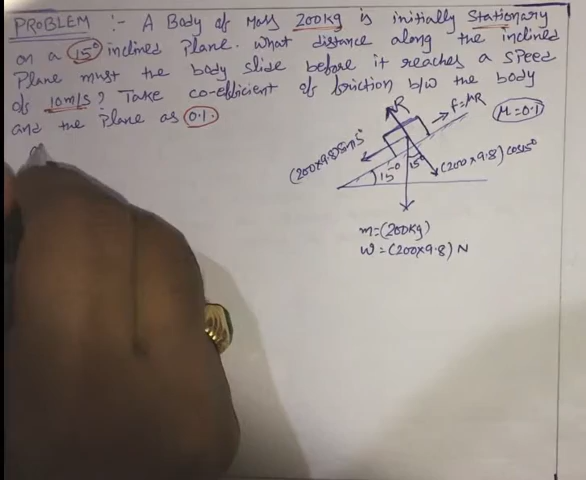 PROBLEM :- A Body of Mass 200kg is initially Stationary
on a 15° inclined Plane. What distance along the inclined
Plane must the body slide before it reaches a speed
of 10m/s? Take co-efficient of friction b/w the body
and the Plane as 0.1.
R
f=μR
μ=0.1
(200×9.8)sin15°
15°
15°
(200×9.8) cos15°
m=(200kg)
W=(200×9.8) N